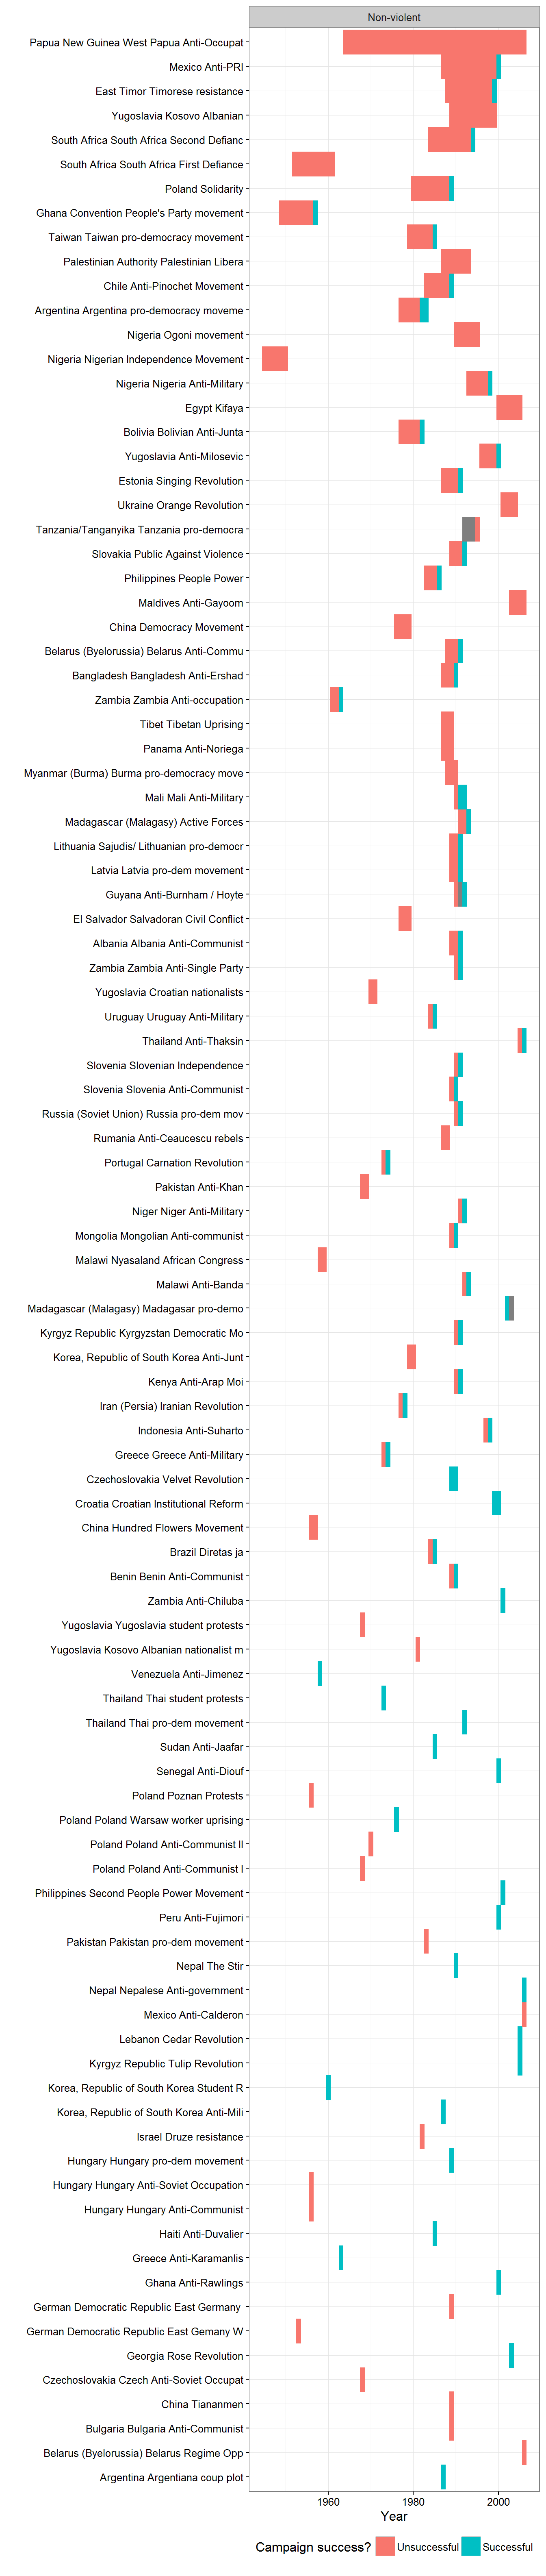 Non-violent
Papua New Guinea West Papua Anti-Occupat
Mexico Anti-PRI
East Timor Timorese resistance
Yugoslavia Kosovo Albanian
South Africa South Africa Second Defianc
South Africa South Africa First Defiance
Poland Solidarity
Ghana Convention People's Party movement
Taiwan Taiwan pro-democracy movement
Palestinian Authority Palestinian Libera
Chile Anti-Pinochet Movement
Argentina Argentina pro-democracy moveme
Nigeria Ogoni movement
Nigeria Nigerian Independence Movement
Nigeria Nigeria Anti-Military
Egypt Kifaya
Bolivia Bolivian Anti-Junta
Yugoslavia Anti-Milosevic
Estonia Singing Revolution
Ukraine Orange Revolution
Tanzania/Tanganyika Tanzania pro-democra
Slovakia Public Against Violence
Philippines People Power
Maldives Anti-Gayoom
China Democracy Movement
Belarus (Byelorussia) Belarus Anti-Commu
Bangladesh Bangladesh Anti-Ershad
Zambia Zambia Anti-occupation
Tibet Tibetan Uprising
Panama Anti-Noriega
Myanmar (Burma) Burma pro-democracy move
Mali Mali Anti-Military
Madagascar (Malagasy) Active Forces
Lithuania Sajudis/ Lithuanian pro-democr
Latvia Latvia pro-dem movement
Guyana Anti-Burnham / Hoyte
El Salvador Salvadoran Civil Conflict
Albania Albania Anti-Communist
Zambia Zambia Anti-Single Party
Yugoslavia Croatian nationalists
Uruguay Uruguay Anti-Military
Thailand Anti-Thaksin
Slovenia Slovenian Independence
Slovenia Slovenia Anti-Communist
Russia (Soviet Union) Russia pro-dem mov
Rumania Anti-Ceaucescu rebels
Portugal Carnation Revolution
Pakistan Anti-Khan
Niger Niger Anti-Military
Mongolia Mongolian Anti-communist
Malawi Nyasaland African Congress
Malawi Anti-Banda
Madagascar (Malagasy) Madagasar pro-demo
Kyrgyz Republic Kyrgyzstan Democratic Mo
Korea, Republic of South Korea Anti-Junt
Kenya Anti-Arap Moi
Iran (Persia) Iranian Revolution
Indonesia Anti-Suharto
Greece Greece Anti-Military
Czechoslovakia Velvet Revolution
Croatia Croatian Institutional Reform
China Hundred Flowers Movement
Brazil Diretas ja
Benin Benin Anti-Communist
Zambia Anti-Chiluba
Yugoslavia Yugoslavia student protests
Yugoslavia Kosovo Albanian nationalist m
Venezuela Anti-Jimenez
Thailand Thai student protests
Thailand Thai pro-dem movement
Sudan Anti-Jaafar
Senegal Anti-Diouf
Poland Poznan Protests
Poland Poland Warsaw worker uprising
Poland Poland Anti-Communist II
Poland Poland Anti-Communist I
Philippines Second People Power Movement
Peru Anti-Fujimori
Pakistan Pakistan pro-dem movement
Nepal The Stir
Nepal Nepalese Anti-government
Mexico Anti-Calderon
Lebanon Cedar Revolution
Kyrgyz Republic Tulip Revolution
Korea, Republic of South Korea Student R
Korea, Republic of South Korea Anti-Mili
Israel Druze resistance
Hungary Hungary pro-dem movement
Hungary Hungary Anti-Soviet Occupation
Hungary Hungary Anti-Communist
Haiti Anti-Duvalier
Greece Anti-Karamanlis
Ghana Anti-Rawlings
German Democratic Republic East Germany
German Democratic Republic East Gemany W
Georgia Rose Revolution
Czechoslovakia Czech Anti-Soviet Occupat
China Tiananmen
Bulgaria Bulgaria Anti-Communist
Belarus (Byelorussia) Belarus Regime Opp
Argentina Argentiana coup plot
1960 1980 2000
Year
Campaign success? Unsuccessful Successful